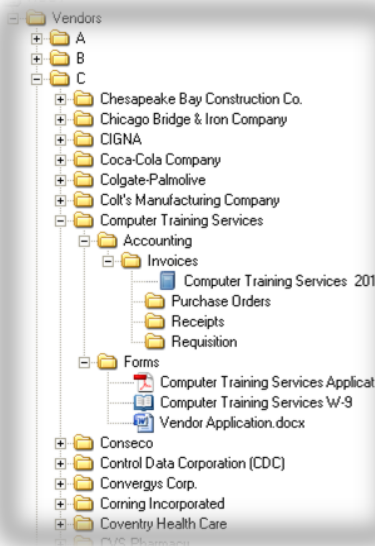 Vendors
A
B
C
Chesapeake Bay Construction Co.
Chicago Bridge & Iron Company
CIGNA
Coca-Cola Company
Colgate-Palmolive
Colt's Manufacturing Company
Computer Training Services
Accounting
Invoices
Computer Training Services 201
Purchase Orders
Receipts
Requisition
Forms
Computer Training Services Applicat
Computer Training Services W-9
Vendor Application.docx
Conseco
Control Data Corporation (CDC)
Convergys Corp.
Corning Incorporated
Coventry Health Care
CVS Pharmacy